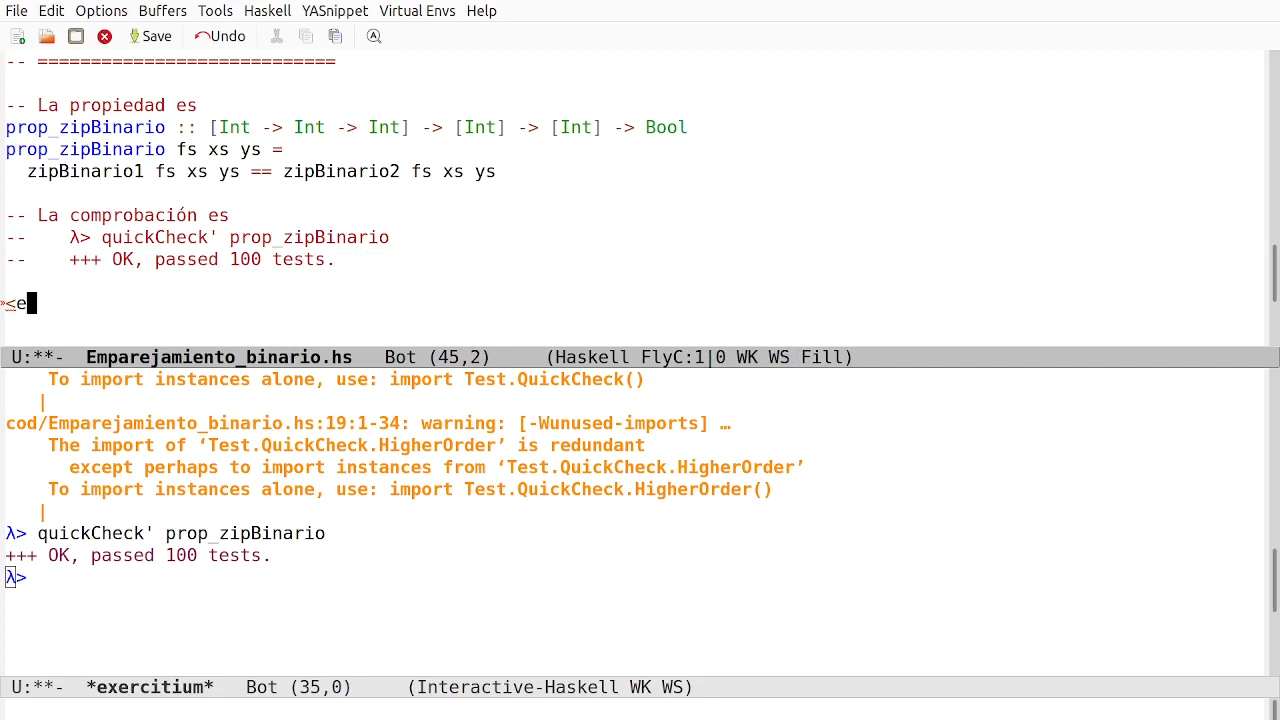 File Edit Options Buffers Tools Haskell YASnippet Virtual Envs Help
Save Undo
-- ============================
-- La propiedad es
prop_zipBinario :: [Int -> Int -> Int] -> [Int] -> [Int] -> Bool
prop_zipBinario fs xs ys =
  zipBinario1 fs xs ys == zipBinario2 fs xs ys
-- La comprobación es
--    λ> quickCheck' prop_zipBinario
--    +++ OK, passed 100 tests.
<e
U:**-  Emparejamiento_binario.hs   Bot (45,2)     (Haskell FlyC:1|0 WK WS Fill)
    To import instances alone, use: import Test.QuickCheck()
   |
cod/Emparejamiento_binario.hs:19:1-34: warning: [-Wunused-imports] …
    The import of ‘Test.QuickCheck.HigherOrder’ is redundant
      except perhaps to import instances from ‘Test.QuickCheck.HigherOrder’
    To import instances alone, use: import Test.QuickCheck.HigherOrder()
   |
λ> quickCheck' prop_zipBinario
+++ OK, passed 100 tests.
λ>
U:**-  *exercitium*   Bot (35,0)     (Interactive-Haskell WK WS)